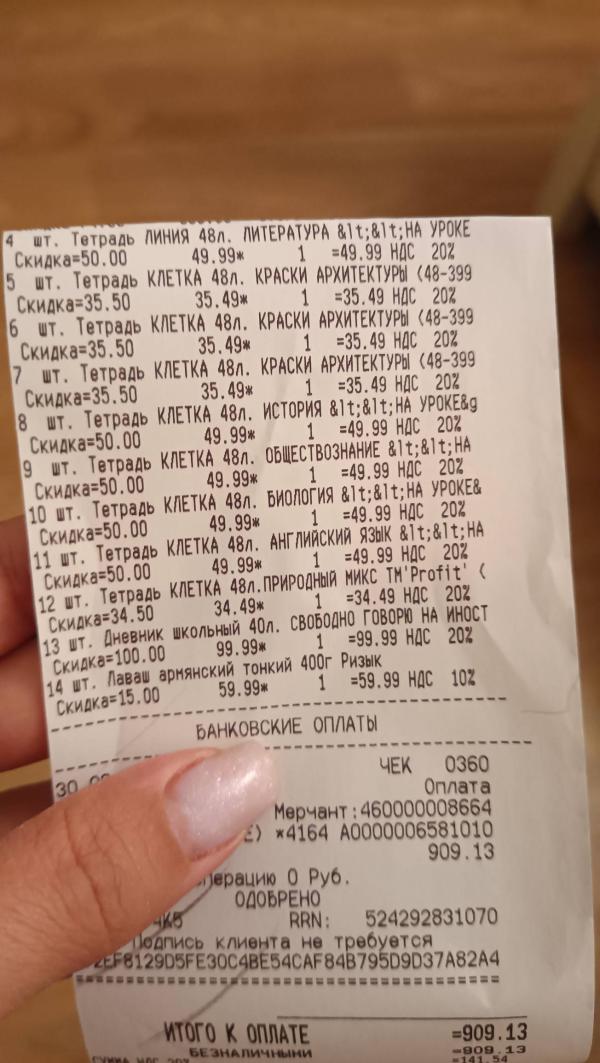 4 шт. Тетрадь ЛИНИЯ 48л. ЛИТЕРАТУРА &lt;&lt;НА УРОКЕ
Скидка=50.00 49.99* 1 =49.99 НДС 20%
5 шт. Тетрадь КЛЕТКА 48л. КРАСКИ АРХИТЕКТУРЫ (48-399
Скидка=35.50 35.49* 1 =35.49 НДС 20%
6 шт. Тетрадь КЛЕТКА 48л. КРАСКИ АРХИТЕКТУРЫ (48-399
Скидка=35.50 35.49* 1 =35.49 НДС 20%
7 шт. Тетрадь КЛЕТКА 48л. КРАСКИ АРХИТЕКТУРЫ (48-399
Скидка=35.50 35.49* 1 =35.49 НДС 20%
8 шт. Тетрадь КЛЕТКА 48л. ИСТОРИЯ &lt;&lt;НА УРОКЕ&g
Скидка=50.00 49.99* 1 =49.99 НДС 20%
9 шт. Тетрадь КЛЕТКА 48л. ОБЩЕСТВОЗНАНИЕ &lt;&lt;НА
Скидка=50.00 49.99* 1 =49.99 НДС 20%
10 шт. Тетрадь КЛЕТКА 48л. БИОЛОГИЯ &lt;&lt;НА УРОКЕ&
Скидка=50.00 49.99* 1 =49.99 НДС 20%
11 шт. Тетрадь КЛЕТКА 48л. АНГЛИЙСКИЙ ЯЗЫК &lt;&lt;НА
Скидка=50.00 49.99* 1 =49.99 НДС 20%
12 шт. Тетрадь КЛЕТКА 48л.ПРИРОДНЫЙ МИКС ТМ'Profit' (
Скидка=34.50 34.49* 1 =34.49 НДС 20%
13 шт. Дневник школьный 40л. СВОБОДНО ГОВОРЮ НА ИНОСТ
Скидка=100.00 99.99* 1 =99.99 НДС 20%
14 шт. Лаваш армянский тонкий 400г Ризык
Скидка=15.00 59.99* 1 =59.99 НДС 10%
БАНКОВСКИЕ ОПЛАТЫ
30 ЧЕК 0360
Оплата
Мерчант:460000008664
Е) *4164 A0000006581010
909.13
перацию 0 Руб.
ОДОБРЕНО
RRN: 524292831070
Подпись клиента не требуется
2EF8129D5FE30C4BE54CAF84B795D9D37A82A4
ИТОГО К ОПЛАТЕ =909.13
БЕЗНАЛИЧНЫМИ =909.13
=141.54